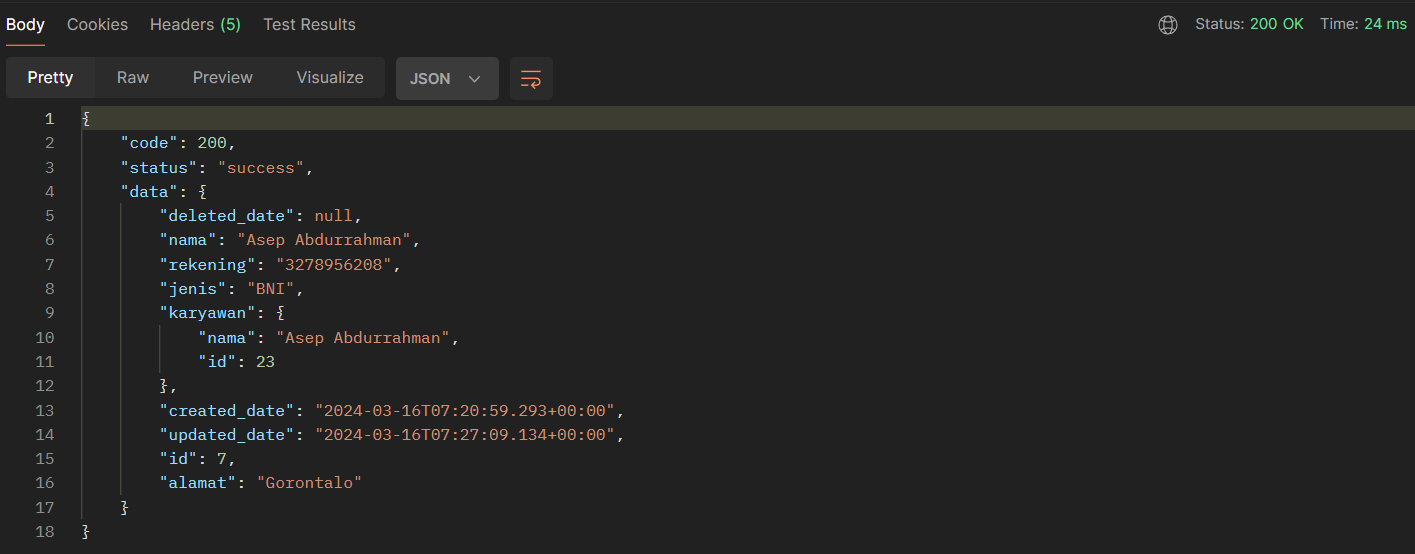 Body Cookies Headers (5) Test Results Status: 200 OK Time: 24 ms
Pretty Raw Preview Visualize JSON
1 {
2 "code": 200,
3 "status": "success",
4 "data": {
5 "deleted_date": null,
6 "nama": "Asep Abdurrahman",
7 "rekening": "3278956208",
8 "jenis": "BNI",
9 "karyawan": {
10 "nama": "Asep Abdurrahman",
11 "id": 23
12 },
13 "created_date": "2024-03-16T07:20:59.293+00:00",
14 "updated_date": "2024-03-16T07:27:09.134+00:00",
15 "id": 7,
16 "alamat": "Gorontalo"
17 }
18 }